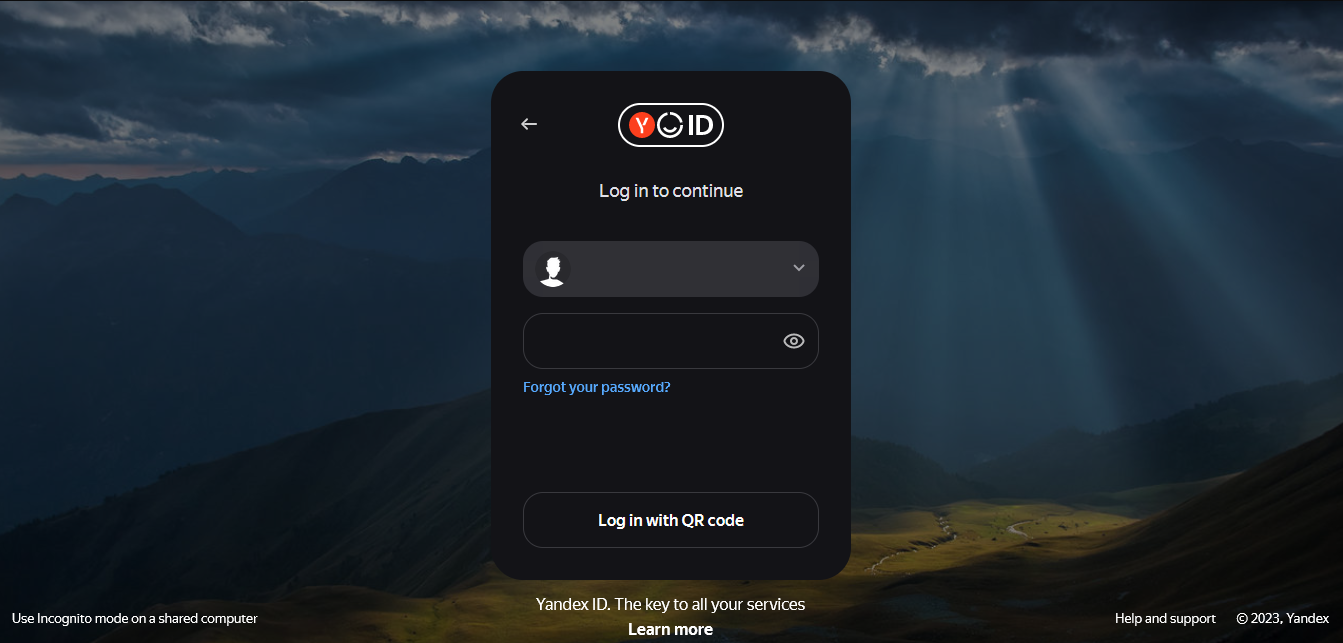 Y ID
Log in to continue
Forgot your password?
Log in with QR code
Yandex ID. The key to all your services
Learn more
Use Incognito mode on a shared computer
Help and support
© 2023, Yandex